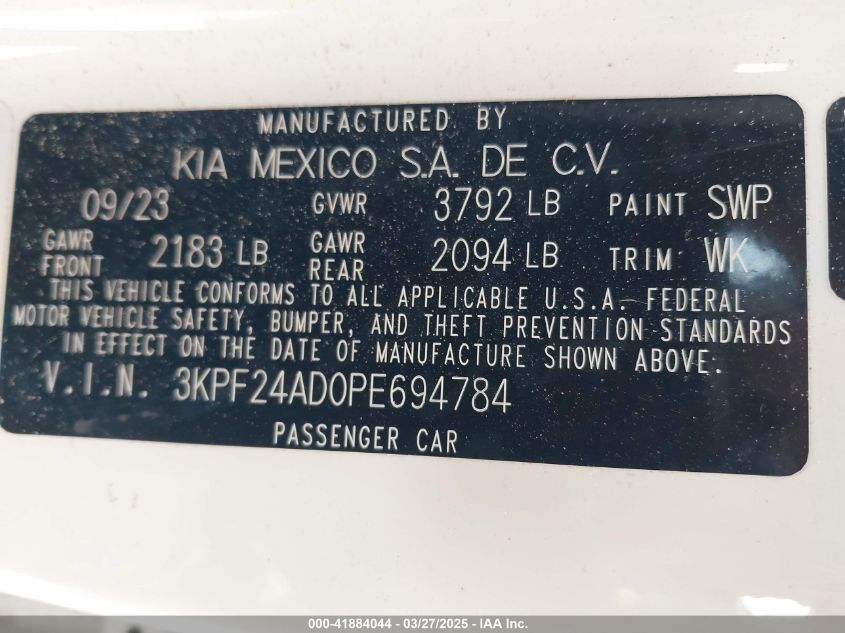 MANUFACTURED BY
KIA MEXICO S.A. DE C.V.
09/23 GVWR 3792 LB PAINT SWP
GAWR FRONT 2183 LB GAWR REAR 2094 LB TRIM WK
THIS VEHICLE CONFORMS TO ALL APPLICABLE U.S.A. FEDERAL
MOTOR VEHICLE SAFETY, BUMPER, AND THEFT PREVENTION STANDARDS
IN EFFECT ON THE DATE OF MANUFACTURE SHOWN ABOVE.
V.I.N. 3KPF24AD0PE694784
PASSENGER CAR
000-41884044 — 03/27/2025 - IAA Inc.